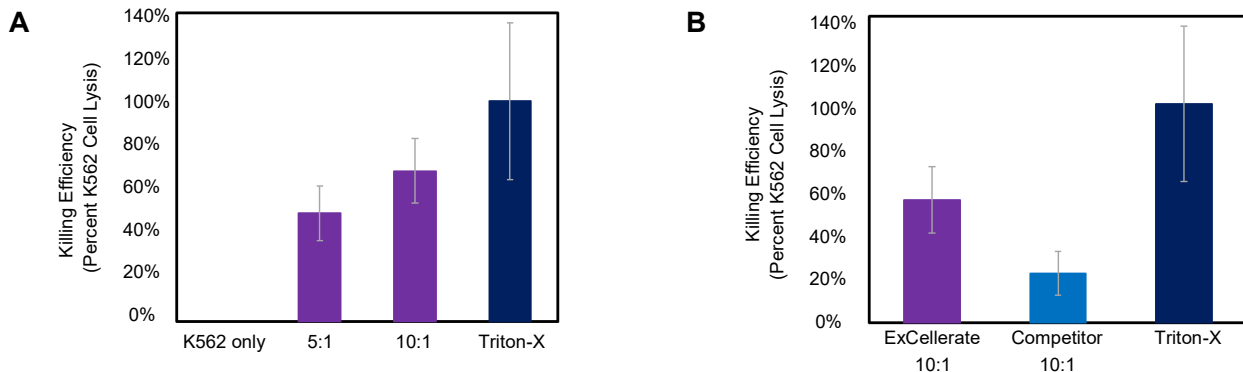 A
Killing Efficiency
(Percent K562 Cell Lysis)
140%
120%
100%
80%
60%
40%
20%
0%
K562 only
5:1
10:1
Triton-X
B
Killing Efficiency
(Percent K562 Cell Lysis)
140%
120%
100%
80%
60%
40%
20%
0%
ExCellerate
10:1
Competitor
10:1
Triton-X